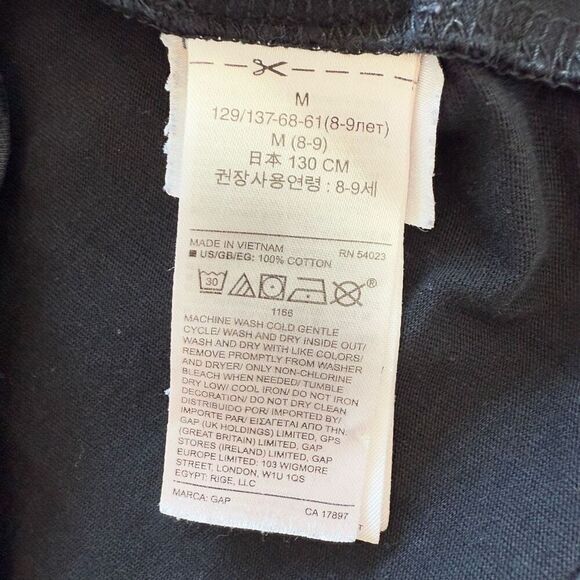 M
129/137-68-61(8-9лет)
M (8-9)
日本 130 CM
권장사용연령 : 8-9세
MADE IN VIETNAM RN 54023
US/GB/EG: 100% COTTON
30 ®
1166
MACHINE WASH COLD GENTLE
CYCLE/ WASH AND DRY INSIDE OUT/
WASH AND DRY WITH LIKE COLORS/
REMOVE PROMPTLY FROM WASHER
AND DRYER/ ONLY NON-CHLORINE
BLEACH WHEN NEEDED/ TUMBLE
DRY LOW/ COOL IRON/ DO NOT IRON
DECORATION/ DO NOT DRY CLEAN
DISTRIBUIDO POR/ IMPORTED BY/
IMPORTE PAR/ ΕΙΣΑΓΕΤΑΙ ΑΠΟ ΤΗΝ:
GAP (UK HOLDINGS) LIMITED, GPS
(GREAT BRITAIN) LIMITED, GAP
STORES (IRELAND) LIMITED, GAP
EUROPE LIMITED: 103 WIGMORE
STREET, LONDON, W1U 1QS
EGYPT: RIGE, LLC
MARCA: GAP CA 17897
T